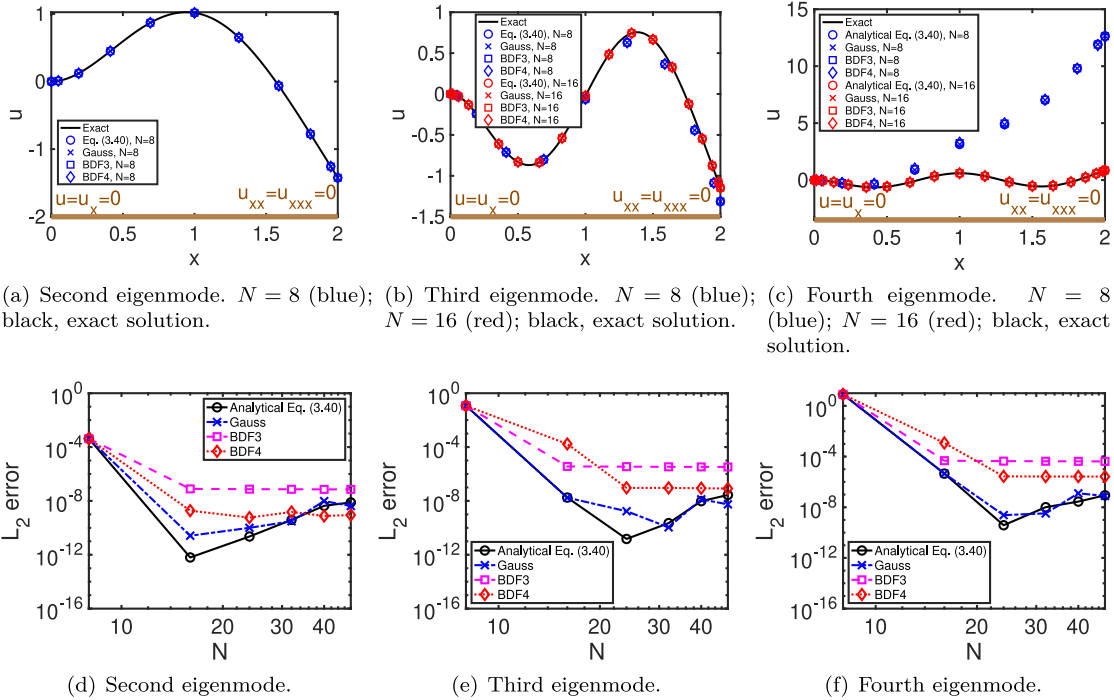 1
0
-1
-2
u
0
0.5
1
1.5
2
x
Exact
Eq. (3.40), N=8
Gauss, N=8
BDF3, N=8
BDF4, N=8
u=u_x=0
u_xx=u_xxx=0
1
0.5
0
-0.5
-1
-1.5
u
0
0.5
1
1.5
2
x
Exact
Eq. (3.40), N=8
Gauss, N=8
BDF3, N=8
BDF4, N=8
Eq. (3.40), N=16
Gauss, N=16
BDF3, N=16
BDF4, N=16
u=u_x=0
u_xx=u_xxx=0
15
10
5
0
u
0
0.5
1
1.5
2
x
Exact
Analytical Eq. (3.40), N=8
Gauss, N=8
BDF3, N=8
BDF4, N=8
Analytical Eq. (3.40), N=16
Gauss, N=16
BDF3, N=16
BDF4, N=16
u=u_x=0
u_xx=u_xxx=0
(a) Second eigenmode. N = 8 (blue);
black, exact solution.
(b) Third eigenmode. N = 8 (blue);
N = 16 (red); black, exact solution.
(c) Fourth eigenmode. N = 8
(blue); N = 16 (red); black, exact
solution.
10^0
10^-4
10^-8
10^-12
10^-16
L_2 error
10
20
30
40
N
Analytical Eq. (3.40)
Gauss
BDF3
BDF4
10^0
10^-4
10^-8
10^-12
10^-16
L_2 error
10
20
30
40
N
Analytical Eq. (3.40)
Gauss
BDF3
BDF4
10^0
10^-4
10^-8
10^-12
10^-16
L_2 error
10
20
30
40
N
Analytical Eq. (3.40)
Gauss
BDF3
BDF4
(d) Second eigenmode.
(e) Third eigenmode.
(f) Fourth eigenmode.